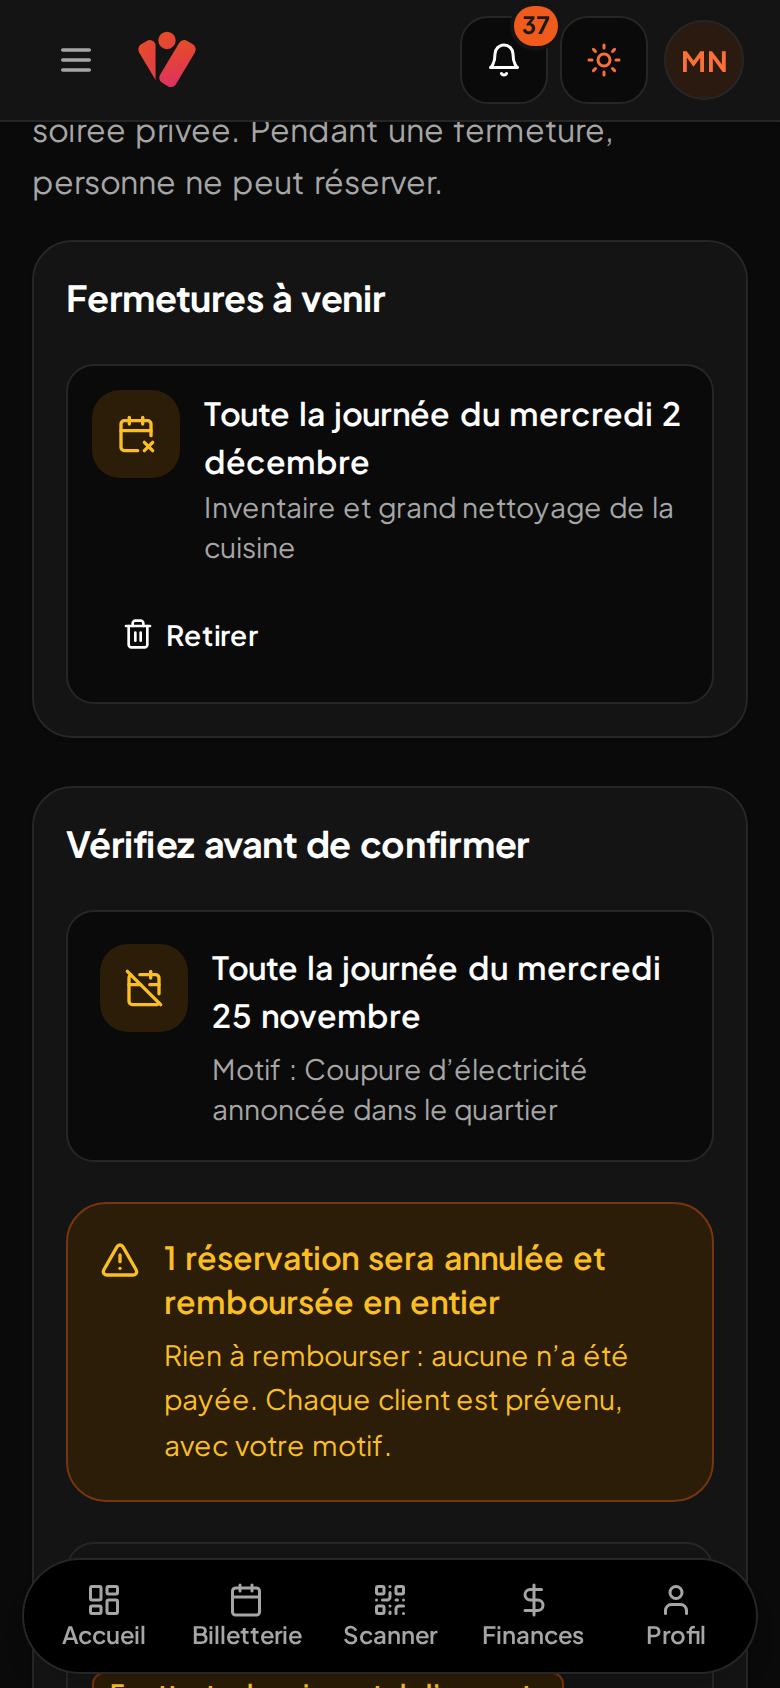 37
MN
soirée privée. Pendant une fermeture,
personne ne peut réserver.
Fermetures à venir
Toute la journée du mercredi 2
décembre
Inventaire et grand nettoyage de la
cuisine
Retirer
Vérifiez avant de confirmer
Toute la journée du mercredi
25 novembre
Motif : Coupure d’électricité
annoncée dans le quartier
1 réservation sera annulée et
remboursée en entier
Rien à rembourser : aucune n’a été
payée. Chaque client est prévenu,
avec votre motif.
Accueil
Billetterie
Scanner
Finances
Profil